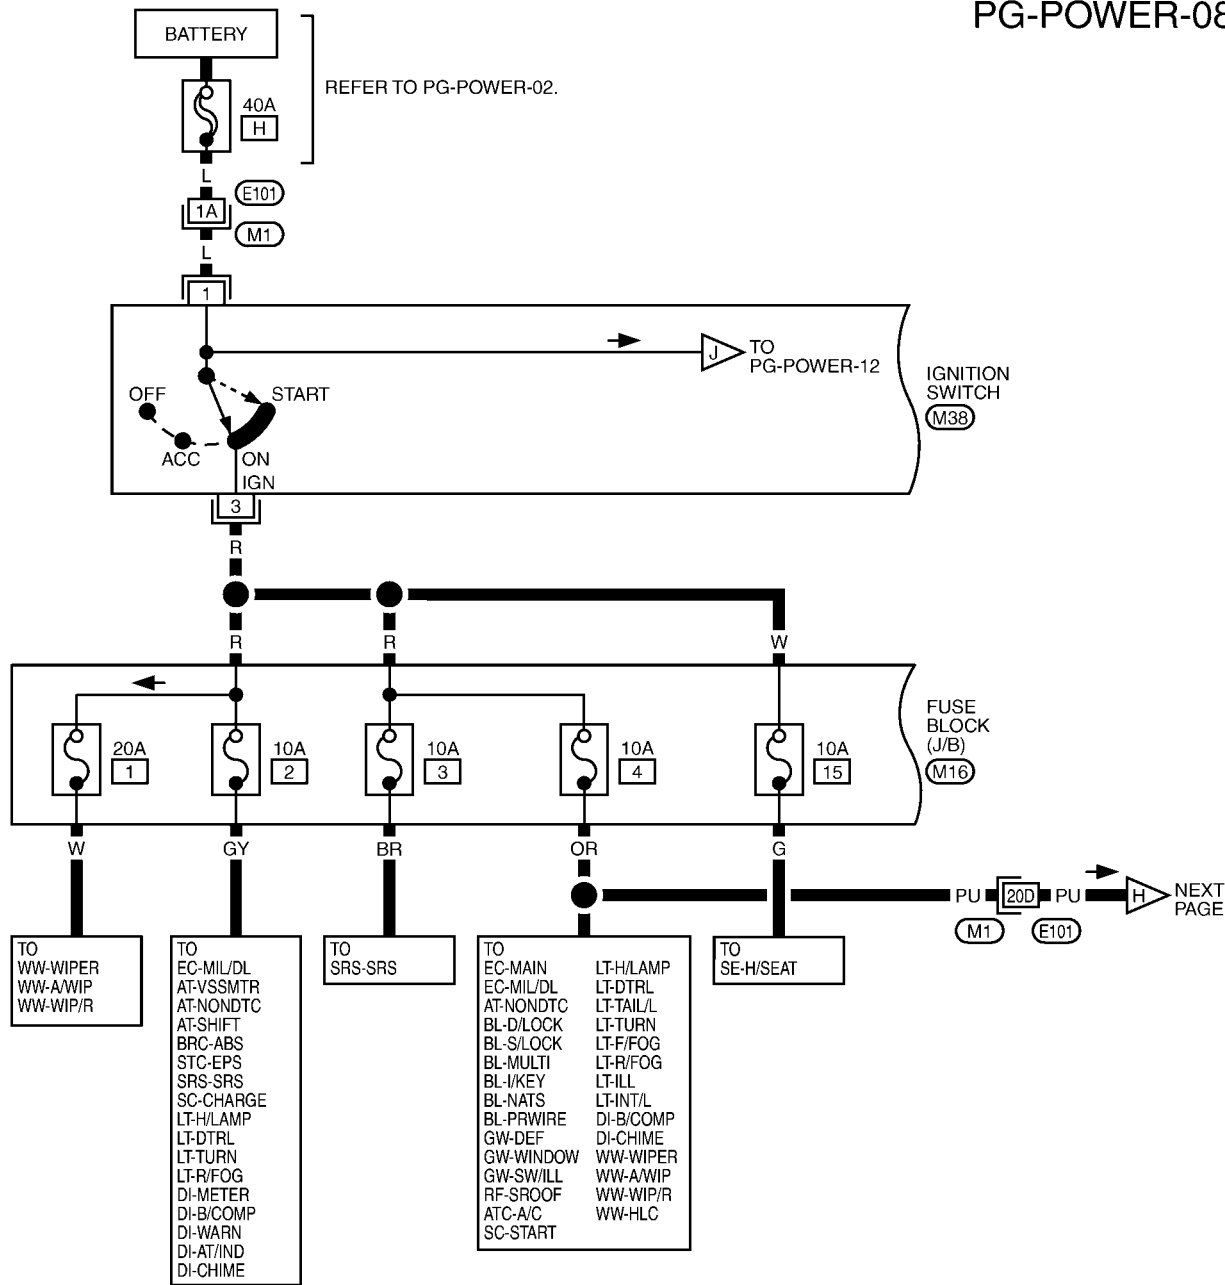 PG-POWER-08
BATTERY
REFER TO PG-POWER-02.
40A
H
L
E101
1A
M1
L
1
J
TO
PG-POWER-12
IGNITION
SWITCH
M38
OFF
START
ACC
ON
IGN
3
R
R
R
W
FUSE
BLOCK
(J/B)
M16
20A
1
10A
2
10A
3
10A
4
10A
15
W
GY
BR
OR
G
PU
20D
PU
H
NEXT
PAGE
M1
E101
TO
WW-WIPER
WW-A/WIP
WW-WIP/R
TO
EC-MIL/DL
AT-VSSMTR
AT-NONDTC
AT-SHIFT
BRC-ABS
STC-EPS
SRS-SRS
SC-CHARGE
LT-H/LAMP
LT-DTRL
LT-TURN
LT-R/FOG
DI-METER
DI-B/COMP
DI-WARN
DI-AT/IND
DI-CHIME
TO
SRS-SRS
TO
EC-MAIN
EC-MIL/DL
AT-NONDTC
BL-D/LOCK
BL-S/LOCK
BL-MULTI
BL-I/KEY
BL-NATS
BL-PRWIRE
GW-DEF
GW-WINDOW
GW-SW/ILL
RF-SROOF
ATC-A/C
SC-START
LT-H/LAMP
LT-DTRL
LT-TAIL/L
LT-TURN
LT-F/FOG
LT-R/FOG
LT-ILL
LT-INT/L
DI-B/COMP
DI-CHIME
WW-WIPER
WW-A/WIP
WW-WIP/R
WW-HLC
TO
SE-H/SEAT